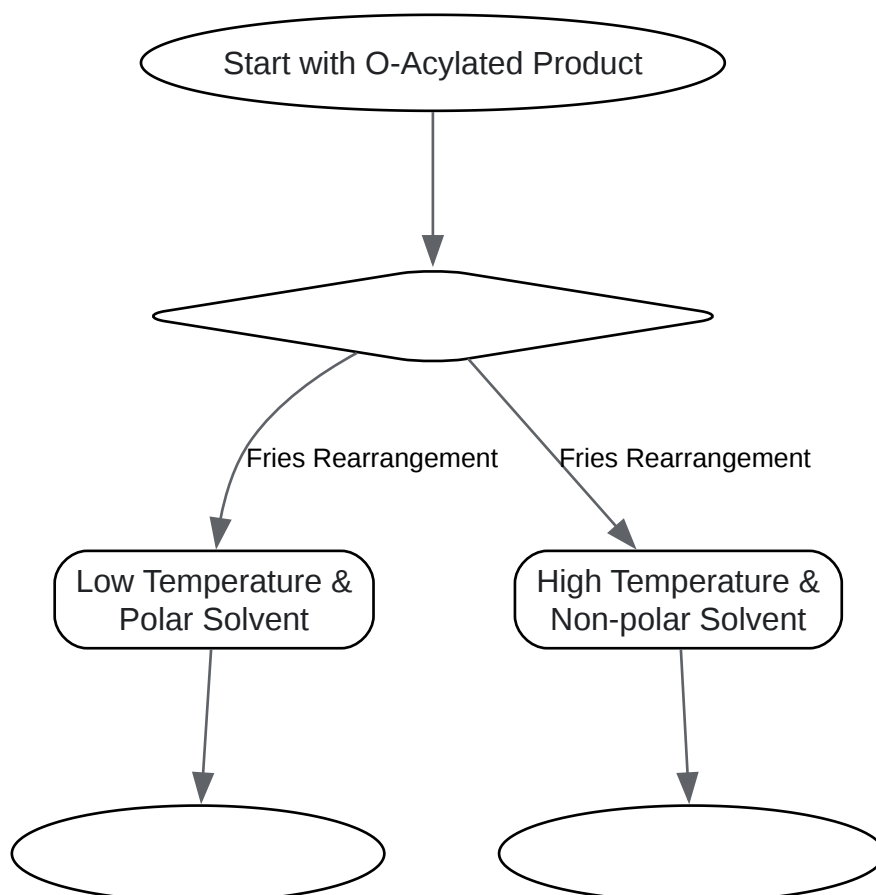 Start with O-Acylated Product
Fries Rearrangement
Fries Rearrangement
Low Temperature &
Polar Solvent
High Temperature &
Non-polar Solvent